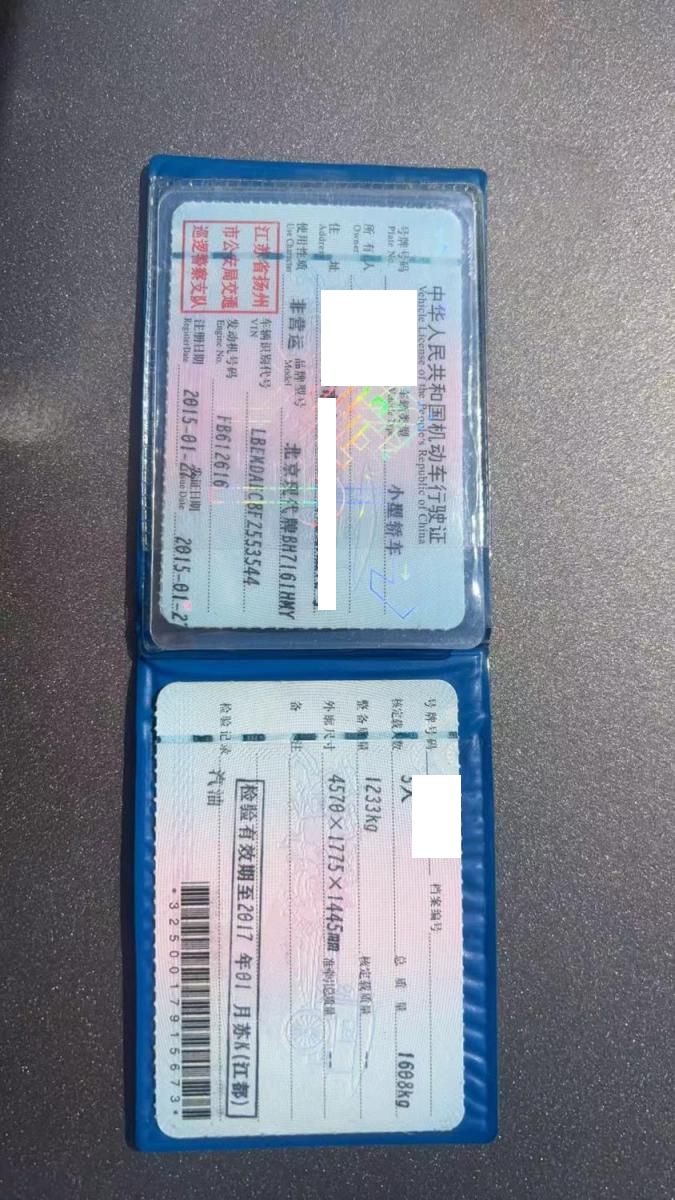 中华人民共和国机动车行驶证
Vehicle License of the People's Republic of China
号牌号码
Plate No.
车辆类型
小型轿车
所有人
Owner
住址
Address
使用性质
Use Character
非营运
品牌型号
Model
北京现代牌BH7161HMY
江苏省扬州
市公安局交通
巡逻警察支队
车辆识别代号
VIN
发动机号码
Engine No.
FB612616
注册日期
Register Date
发证日期
Issue Date
号牌号码
档案编号
核定载人数
5人
总质量
1608kg
整备质量
1233kg
核定载质量
--
外廓尺寸
4570×1775×1445mm
准牵引总质量
--
备注
检验有效期至2017年01月苏K(江都)
检验记录
汽油
*3250017915673*